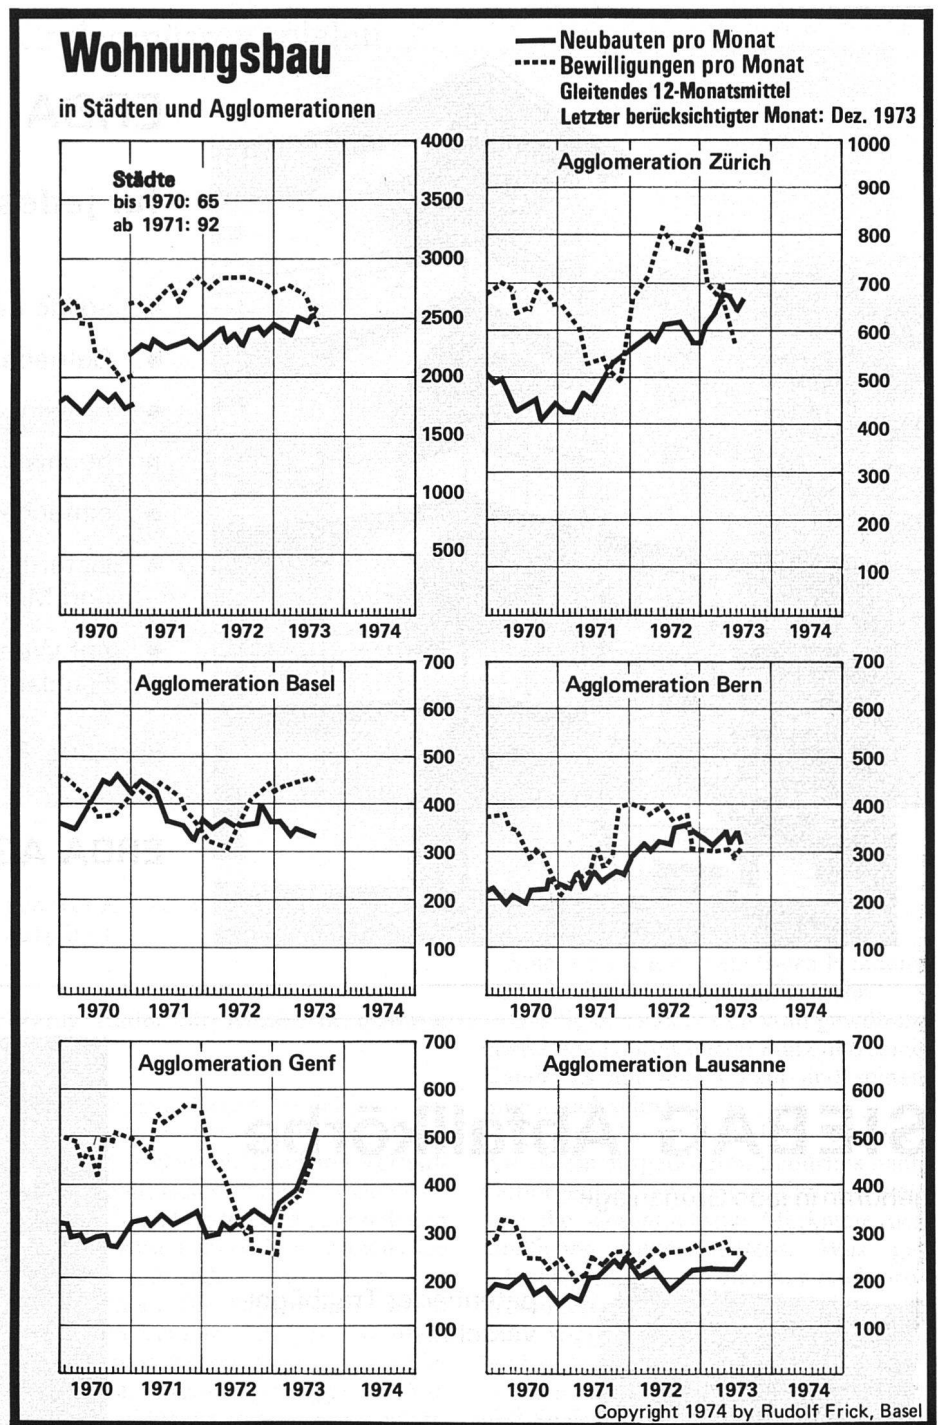 Wohnungsbau
in Städten und Agglomerationen
Neubauten pro Monat
Bewilligungen pro Monat
Gleitendes 12-Monatsmittel
Letzter berücksichtigter Monat: Dez. 1973
Städte
bis 1970: 65
ab 1971: 92
4000
3500
3000
2500
2000
1500
1000
500
1970 1971 1972 1973 1974
Agglomeration Zürich
1000
900
800
700
600
500
400
300
200
100
1970 1971 1972 1973 1974
Agglomeration Basel
700
600
500
400
300
200
100
1970 1971 1972 1973 1974
Agglomeration Bern
700
600
500
400
300
200
100
1970 1971 1972 1973 1974
Agglomeration Genf
700
600
500
400
300
200
100
1970 1971 1972 1973 1974
Agglomeration Lausanne
700
600
500
400
300
200
100
1970 1971 1972 1973 1974
Copyright 1974 by Rudolf Frick, Basel